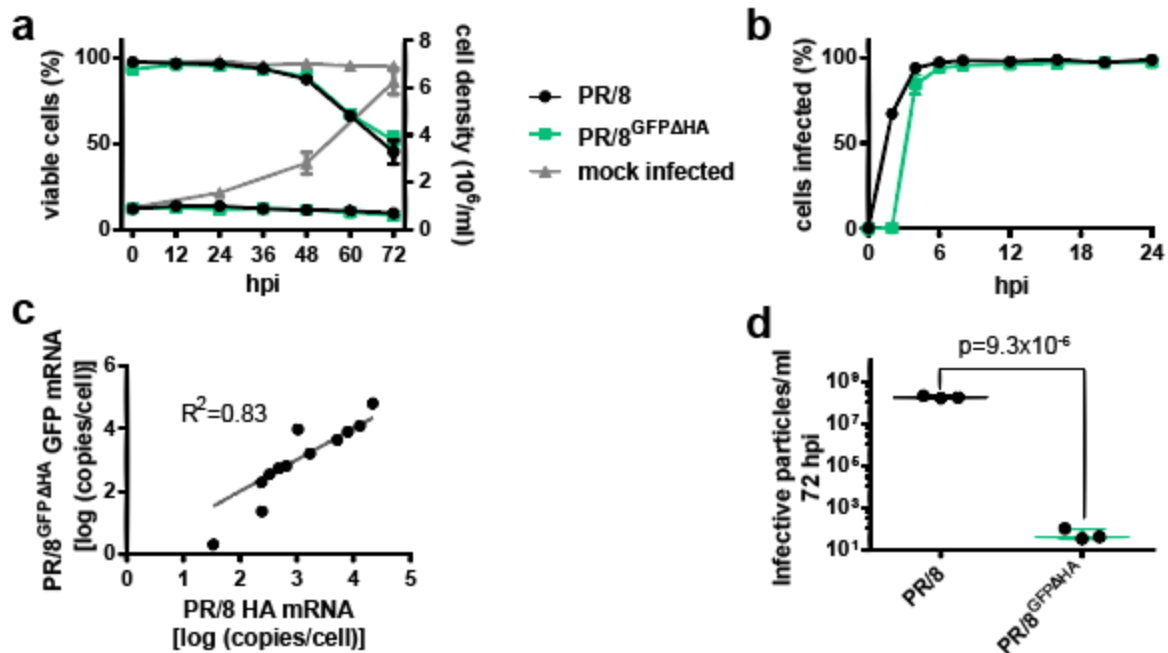 a
viable cells (%)
100
50
0
0 12 24 36 48 60 72
hpi
8
6
4
2
0
cell density (10⁶/ml)
PR/8
PR/8ᴳᶠᴾᐞᴴᴬ
mock infected
b
cells infected (%)
100
50
0
0 6 12 18 24
hpi
c
PR/8ᴳᶠᴾᐞᴴᴬ GFP mRNA
[log (copies/cell)]
6
4
2
0
R²=0.83
0 1 2 3 4 5
PR/8 HA mRNA
[log (copies/cell)]
d
Infective particles/ml
72 hpi
10⁹
10⁷
10⁵
10³
10¹
p=9.3x10⁻⁶
PR/8
PR/8ᴳᶠᴾᐞᴴᴬ